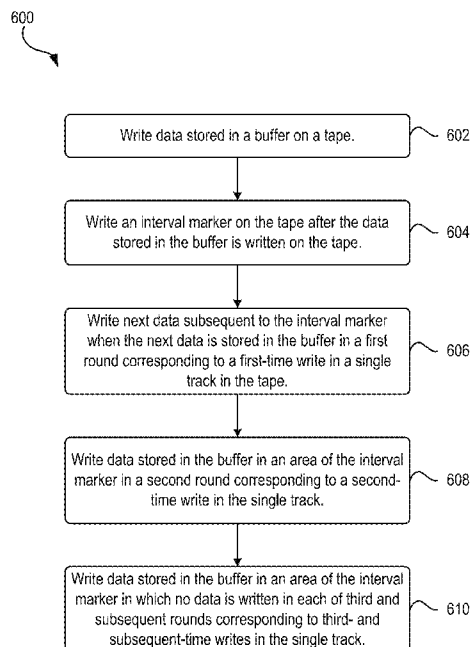 600
Write data stored in a buffer on a tape.
602
Write an interval marker on the tape after the data
stored in the buffer is written on the tape.
604
Write next data subsequent to the interval marker
when the next data is stored in the buffer in a first
round corresponding to a first-time write in a single
track in the tape.
606
Write data stored in the buffer in an area of the interval
marker in a second round corresponding to a second-
time write in the single track.
608
Write data stored in the buffer in an area of the interval
marker in which no data is written in each of third and
subsequent rounds corresponding to third- and
subsequent-time writes in the single track.
610